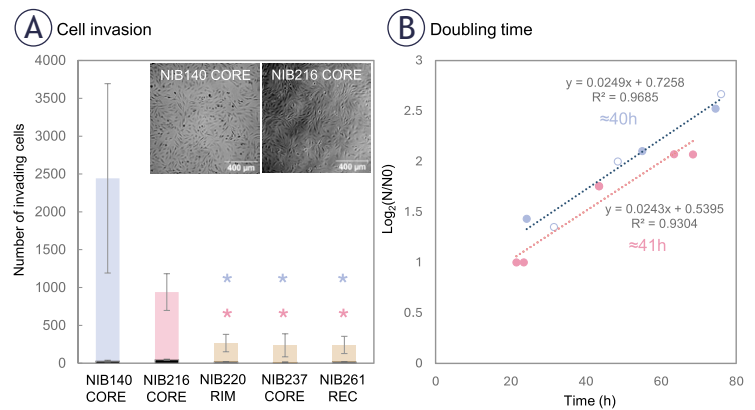 A Cell invasion
4000
3500
3000
2500
2000
1500
1000
500
0
Number of invading cells
NIB140 CORE
400 µm
NIB216 CORE
400 µm
* * *
* * *
NIB140
CORE
NIB216
CORE
NIB220
RIM
NIB237
CORE
NIB261
REC
B Doubling time
3
2.5
2
1.5
1
0.5
0
Log2(N/N0)
y = 0.0249x + 0.7258
R² = 0.9685
≈40h
y = 0.0243x + 0.5395
R² = 0.9304
≈41h
0 20 40 60 80
Time (h)